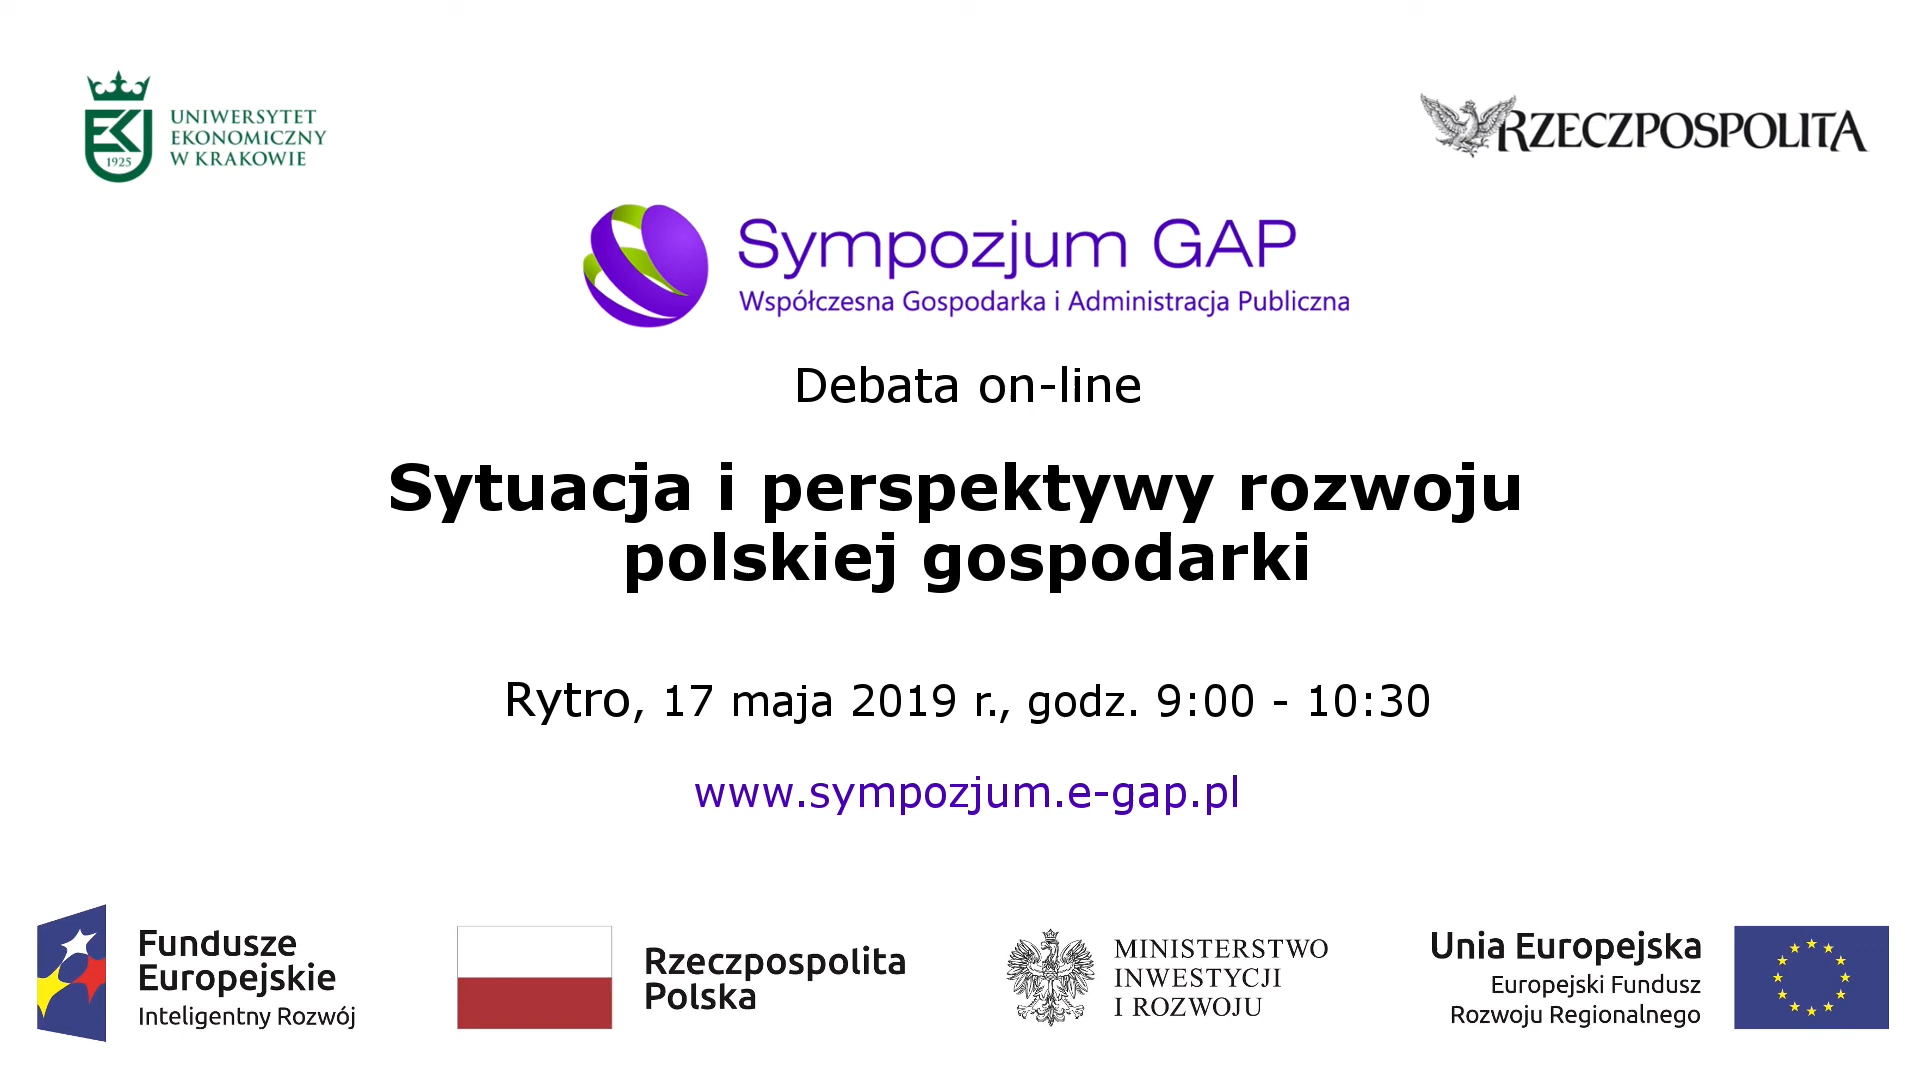 UNIWERSYTET
EKONOMICZNY
W KRAKOWIE
1925
RZECZPOSPOLITA
Sympozjum GAP
Współczesna Gospodarka i Administracja Publiczna
Debata on-line
Sytuacja i perspektywy rozwoju
polskiej gospodarki
Rytro, 17 maja 2019 r., godz. 9:00 - 10:30
www.sympozjum.e-gap.pl
Fundusze
Europejskie
Inteligentny Rozwój
Rzeczpospolita
Polska
MINISTERSTWO
INWESTYCJI
I ROZWOJU
Unia Europejska
Europejski Fundusz
Rozwoju Regionalnego